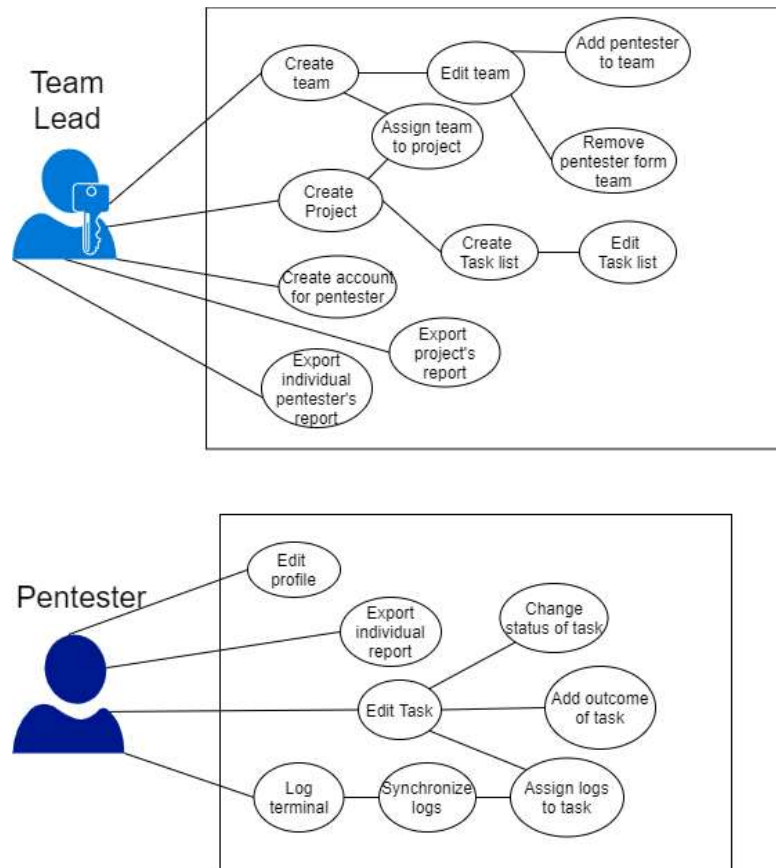 Team
Lead
Create
team
Edit team
Add pentester
to team
Assign team
to project
Remove
pentester form
team
Create
Project
Create
Task list
Edit
Task list
Create account
for pentester
Export
project's
report
Export
individual
pentester's
report
Pentester
Edit
profile
Export
individual
report
Change
status of task
Edit Task
Add outcome
of task
Log
terminal
Synchronize
logs
Assign logs
to task